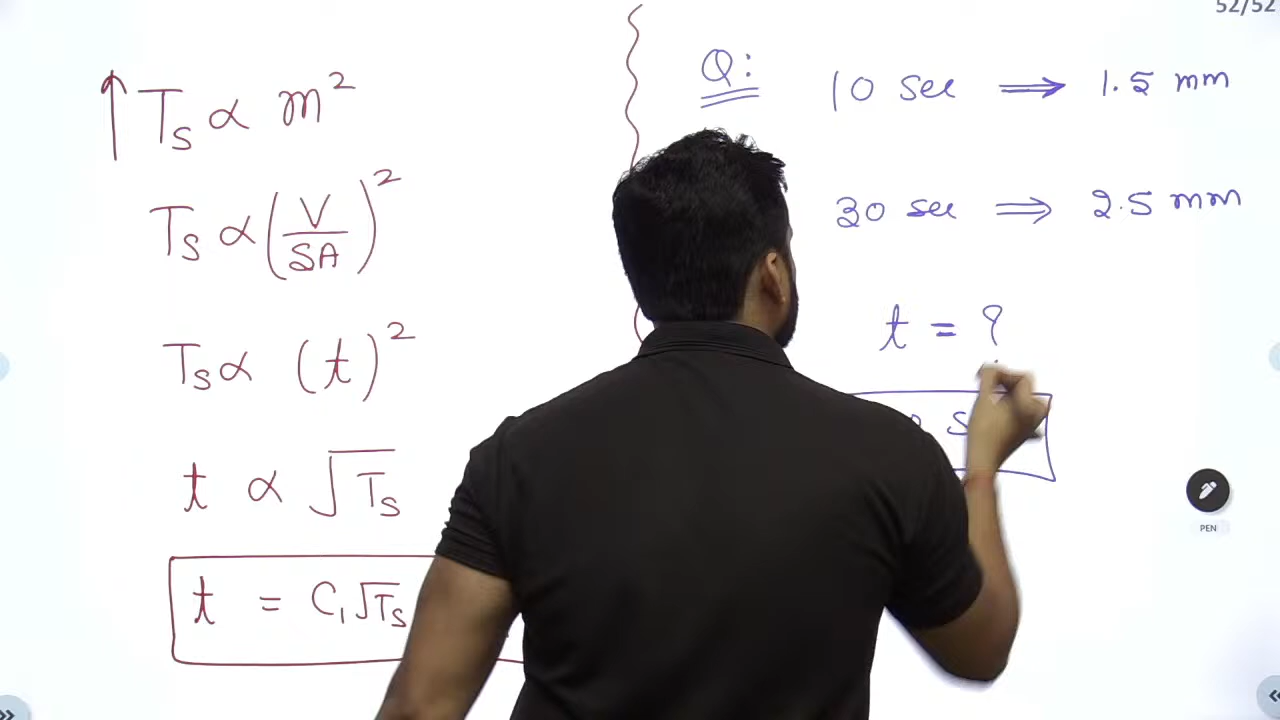 52/52
↑ Ts ∝ m²
Ts ∝ (V/SA)²
Ts ∝ (t)²
t ∝ √Ts
t = C₁√Ts
Q:
10 sec ⟹ 1.5 mm
30 sec ⟹ 2.5 mm
t = ?
PEN